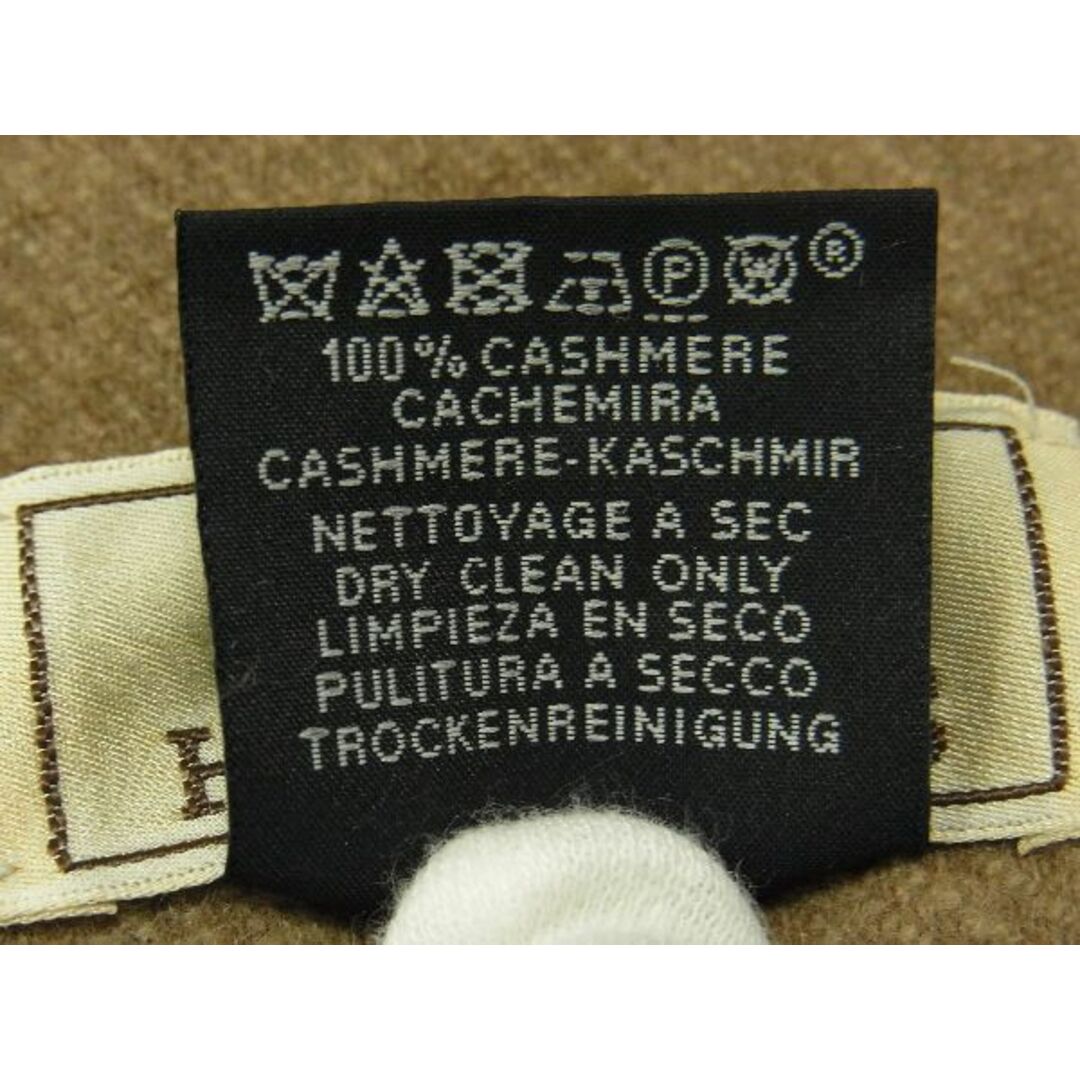 P W ®
100% CASHMERE
CACHEMIRA
CASHMERE-KASCHMIR
NETTOYAGE A SEC
DRY CLEAN ONLY
LIMPIEZA EN SECO
PULITURA A SECCO
TROCKENREINIGUNG